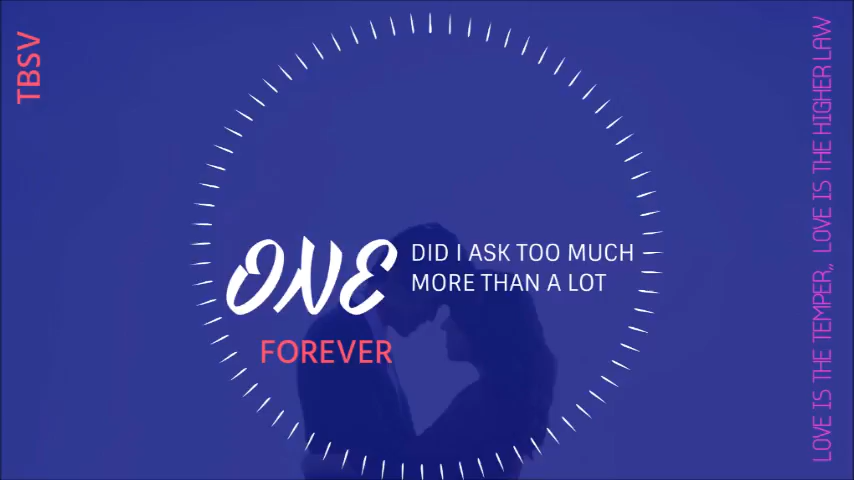 TBSV
ONE
DID I ASK TOO MUCH
MORE THAN A LOT
FOREVER
LOVE IS THE TEMPER,, LOVE IS THE HIGHER LAW